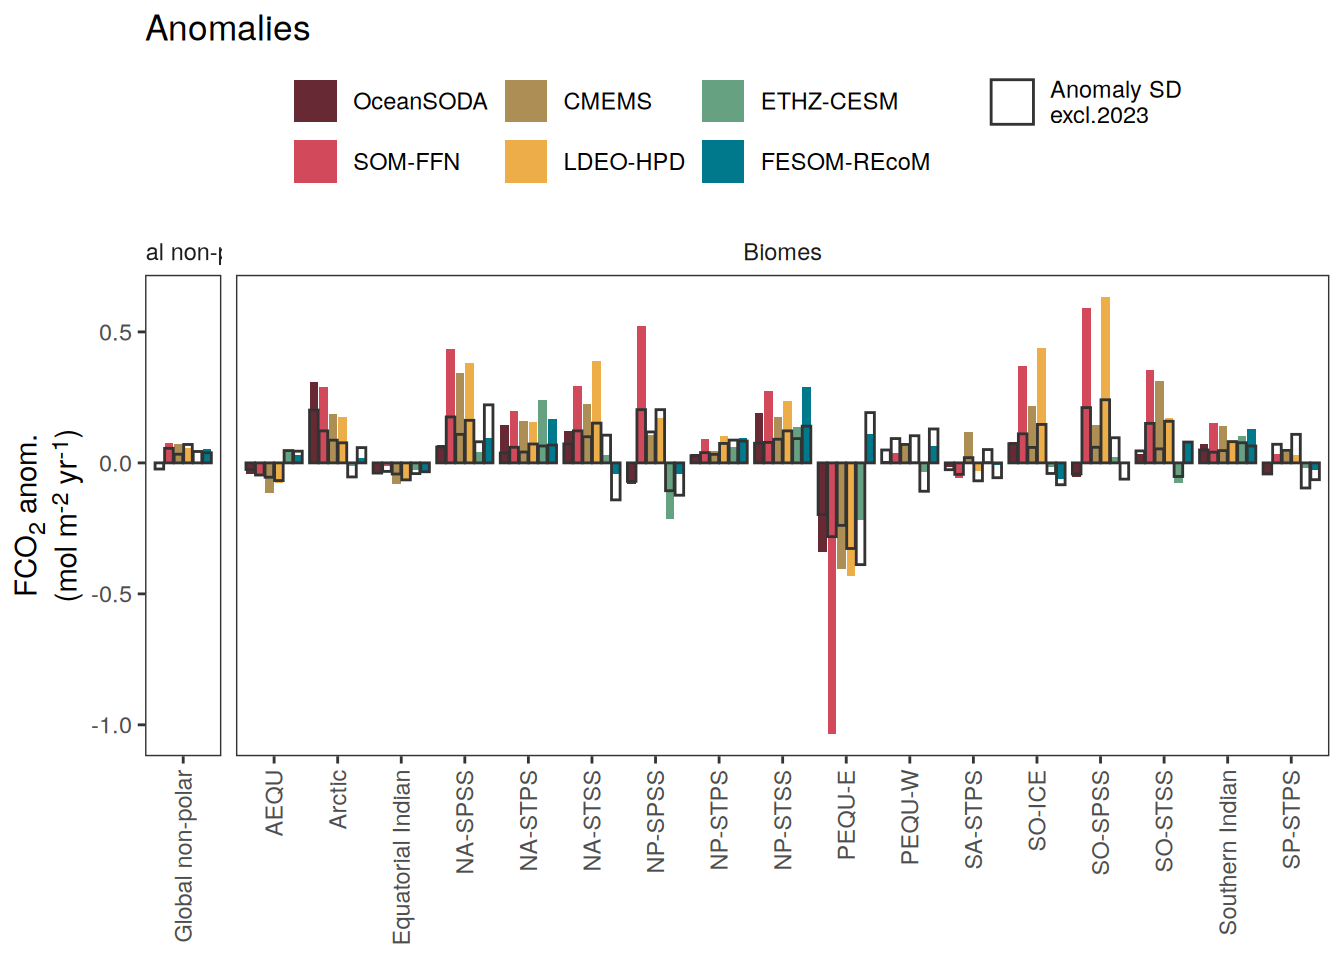 Anomalies
OceanSODA
CMEMS
ETHZ-CESM
Anomaly SD
excl.2023
SOM-FFN
LDEO-HPD
FESOM-REcoM
al non-p
Biomes
FCO₂ anom.
(mol m⁻² yr⁻¹)
0.5
0.0
-0.5
-1.0
Global non-polar
AEQU
Arctic
Equatorial Indian
NA-SPSS
NA-STPS
NA-STSS
NP-SPSS
NP-STPS
NP-STSS
PEQU-E
PEQU-W
SA-STPS
SO-ICE
SO-SPSS
SO-STSS
Southern Indian
SP-STPS